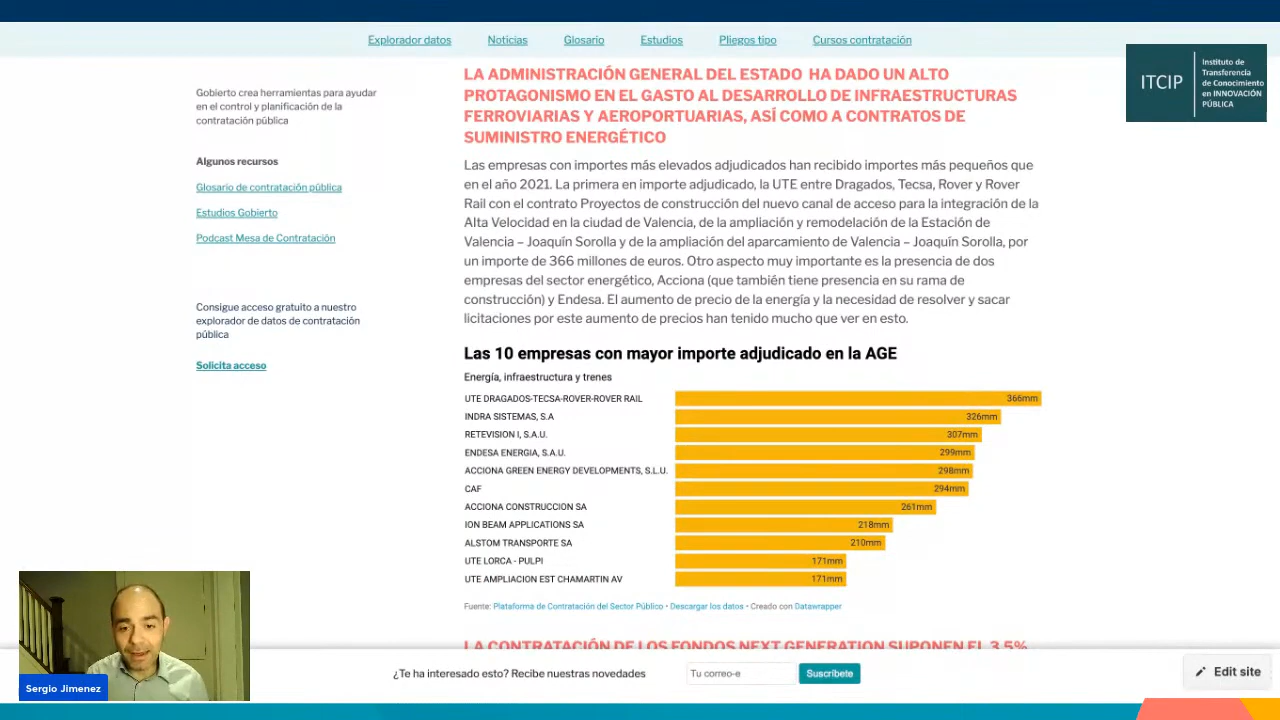 Explorador datos
Noticias
Glosario
Estudios
Pliegos tipo
Cursos contratación
ITCIP
Instituto de
Transferencia
de Conocimiento
en INNOVACIÓN
PÚBLICA
Gobierto crea herramientas para ayudar
en el control y planificación de la
contratación pública
Algunos recursos
Glosario de contratación pública
Estudios Gobierto
Podcast Mesa de Contratación
Consigue acceso gratuito a nuestro
explorador de datos de contratación
pública
Solicita acceso
LA ADMINISTRACIÓN GENERAL DEL ESTADO HA DADO UN ALTO
PROTAGONISMO EN EL GASTO AL DESARROLLO DE INFRAESTRUCTURAS
FERROVIARIAS Y AEROPORTUARIAS, ASÍ COMO A CONTRATOS DE
SUMINISTRO ENERGÉTICO
Las empresas con importes más elevados adjudicados han recibido importes más pequeños que
en el año 2021. La primera en importe adjudicado, la UTE entre Dragados, Tecsa, Rover y Rover
Rail con el contrato Proyectos de construcción del nuevo canal de acceso para la integración de la
Alta Velocidad en la ciudad de Valencia, de la ampliación y remodelación de la Estación de
Valencia – Joaquín Sorolla y de la ampliación del aparcamiento de Valencia – Joaquín Sorolla, por
un importe de 366 millones de euros. Otro aspecto muy importante es la presencia de dos
empresas del sector energético, Acciona (que también tiene presencia en su rama de
construcción) y Endesa. El aumento de precio de la energía y la necesidad de resolver y sacar
licitaciones por este aumento de precios han tenido mucho que ver en esto.
Las 10 empresas con mayor importe adjudicado en la AGE
Energía, infraestructura y trenes
UTE DRAGADOS-TECSA-ROVER-ROVER RAIL 366mm
INDRA SISTEMAS, S.A 326mm
RETEVISION I, S.A.U. 307mm
ENDESA ENERGIA, S.A.U. 299mm
ACCIONA GREEN ENERGY DEVELOPMENTS, S.L.U. 298mm
CAF 294mm
ACCIONA CONSTRUCCION SA 261mm
ION BEAM APPLICATIONS SA 218mm
ALSTOM TRANSPORTE SA 210mm
UTE LORCA - PULPI 171mm
UTE AMPLIACION EST CHAMARTIN AV 171mm
Fuente: Plataforma de Contratación del Sector Público • Descargar los datos • Creado con Datawrapper
LA CONTRATACIÓN DE LOS FONDOS NEXT GENERATION SUPONEN EL 3,5%
¿Te ha interesado esto? Recibe nuestras novedades
Tu correo-e
Suscríbete
Edit site
Sergio Jimenez